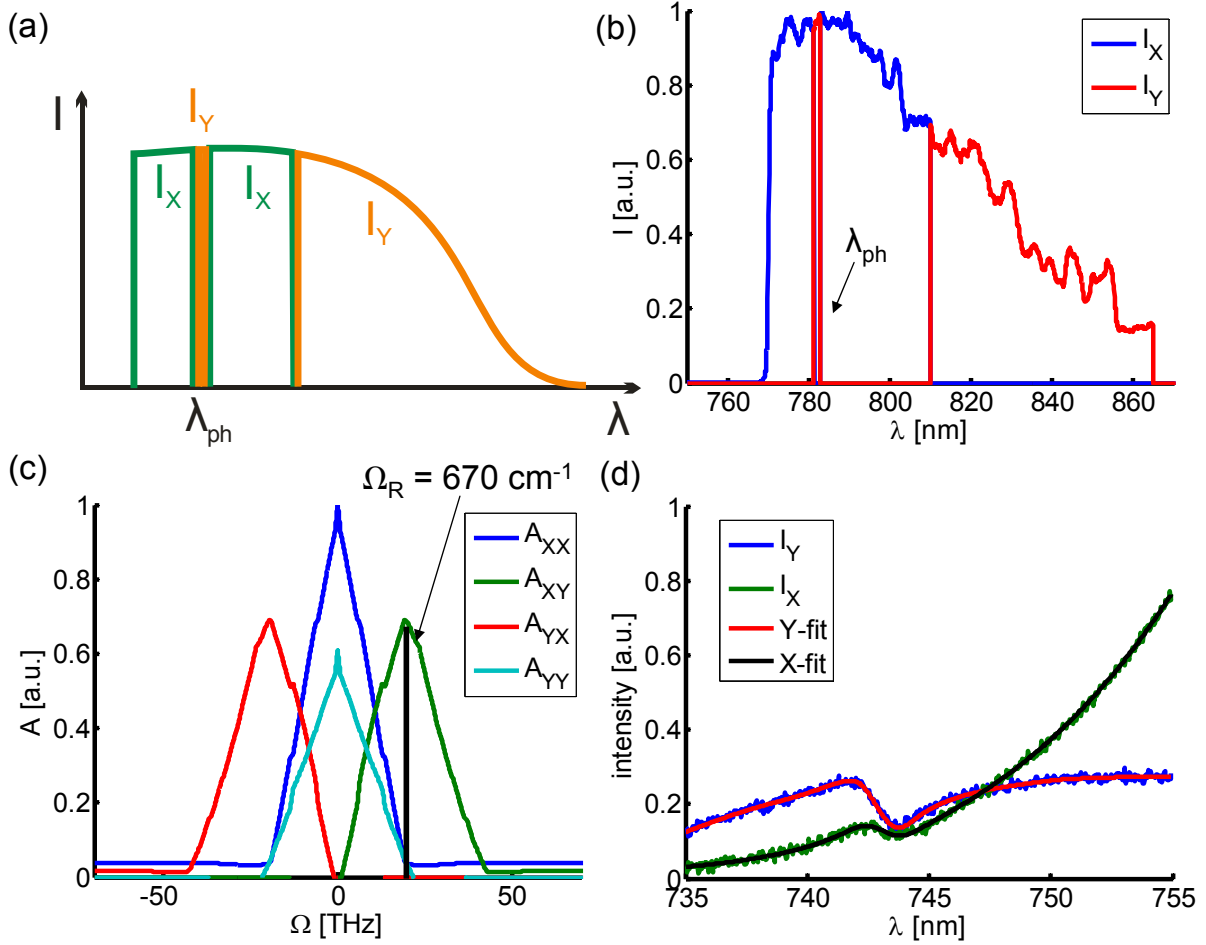 (a)
I
I_Y
I_X
I_X
I_Y
λ_ph
λ
(b)
I_X
I_Y
λ_ph
1
0.8
0.6
0.4
0.2
0
I [a.u.]
760 780 800 820 840 860
λ [nm]
(c)
Ω_R = 670 cm⁻¹
A_XX
A_XY
A_YX
A_YY
1
0.8
0.6
0.4
0.2
0
A [a.u.]
-50 0 50
Ω [THz]
(d)
I_Y
I_X
Y-fit
X-fit
1
0.8
0.6
0.4
0.2
0
intensity [a.u.]
735 740 745 750 755
λ [nm]